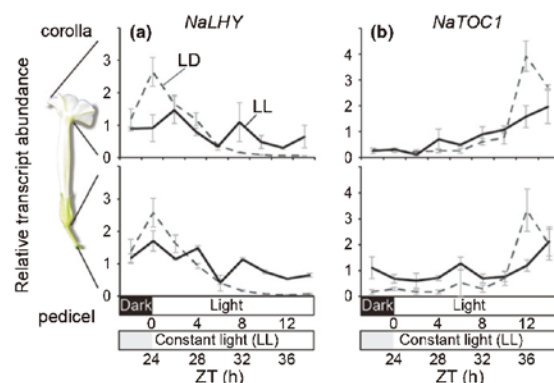 corolla
(a)
NaLHY
(b)
NaTOC1
LD
LL
3
2
1
0
4
3
2
1
0
Relative transcript abundance
3
2
1
0
4
3
2
1
0
pedicel
Dark
Light
Dark
Light
0
4
8
12
0
4
8
12
Constant light (LL)
Constant light (LL)
24
28
32
36
24
28
32
36
ZT (h)
ZT (h)